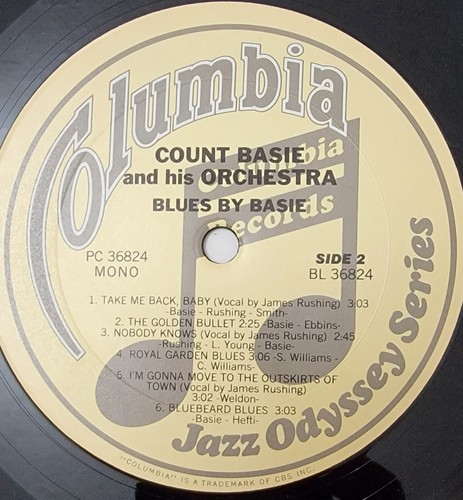 Columbia
COUNT BASIE
and his ORCHESTRA
BLUES BY BASIE
Columbia
Records
PC 36824
MONO
SIDE 2
BL 36824
1. TAKE ME BACK, BABY (Vocal by James Rushing) 3:03
-Basie - Rushing - Smith-
2. THE GOLDEN BULLET 2:25 -Basie - Ebbins-
3. NOBODY KNOWS (Vocal by James Rushing) 2:45
-Rushing - L. Young - Basie-
4. ROYAL GARDEN BLUES 3:06 -S. Williams -
C. Williams-
5. I'M GONNA MOVE TO THE OUTSKIRTS OF
TOWN (Vocal by James Rushing)
3:02 -Weldon-
6. BLUEBEARD BLUES 3:03
-Basie - Hefti-
Jazz Odyssey Series
"COLUMBIA" IS A TRADEMARK OF CBS INC.